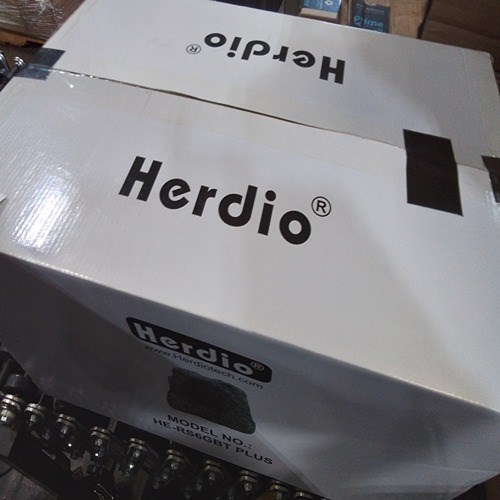 Herdio®
Herdio®
Herdio®
www.Herdiotech.com
MODEL NO.:
HE-RS6GBT PLUS